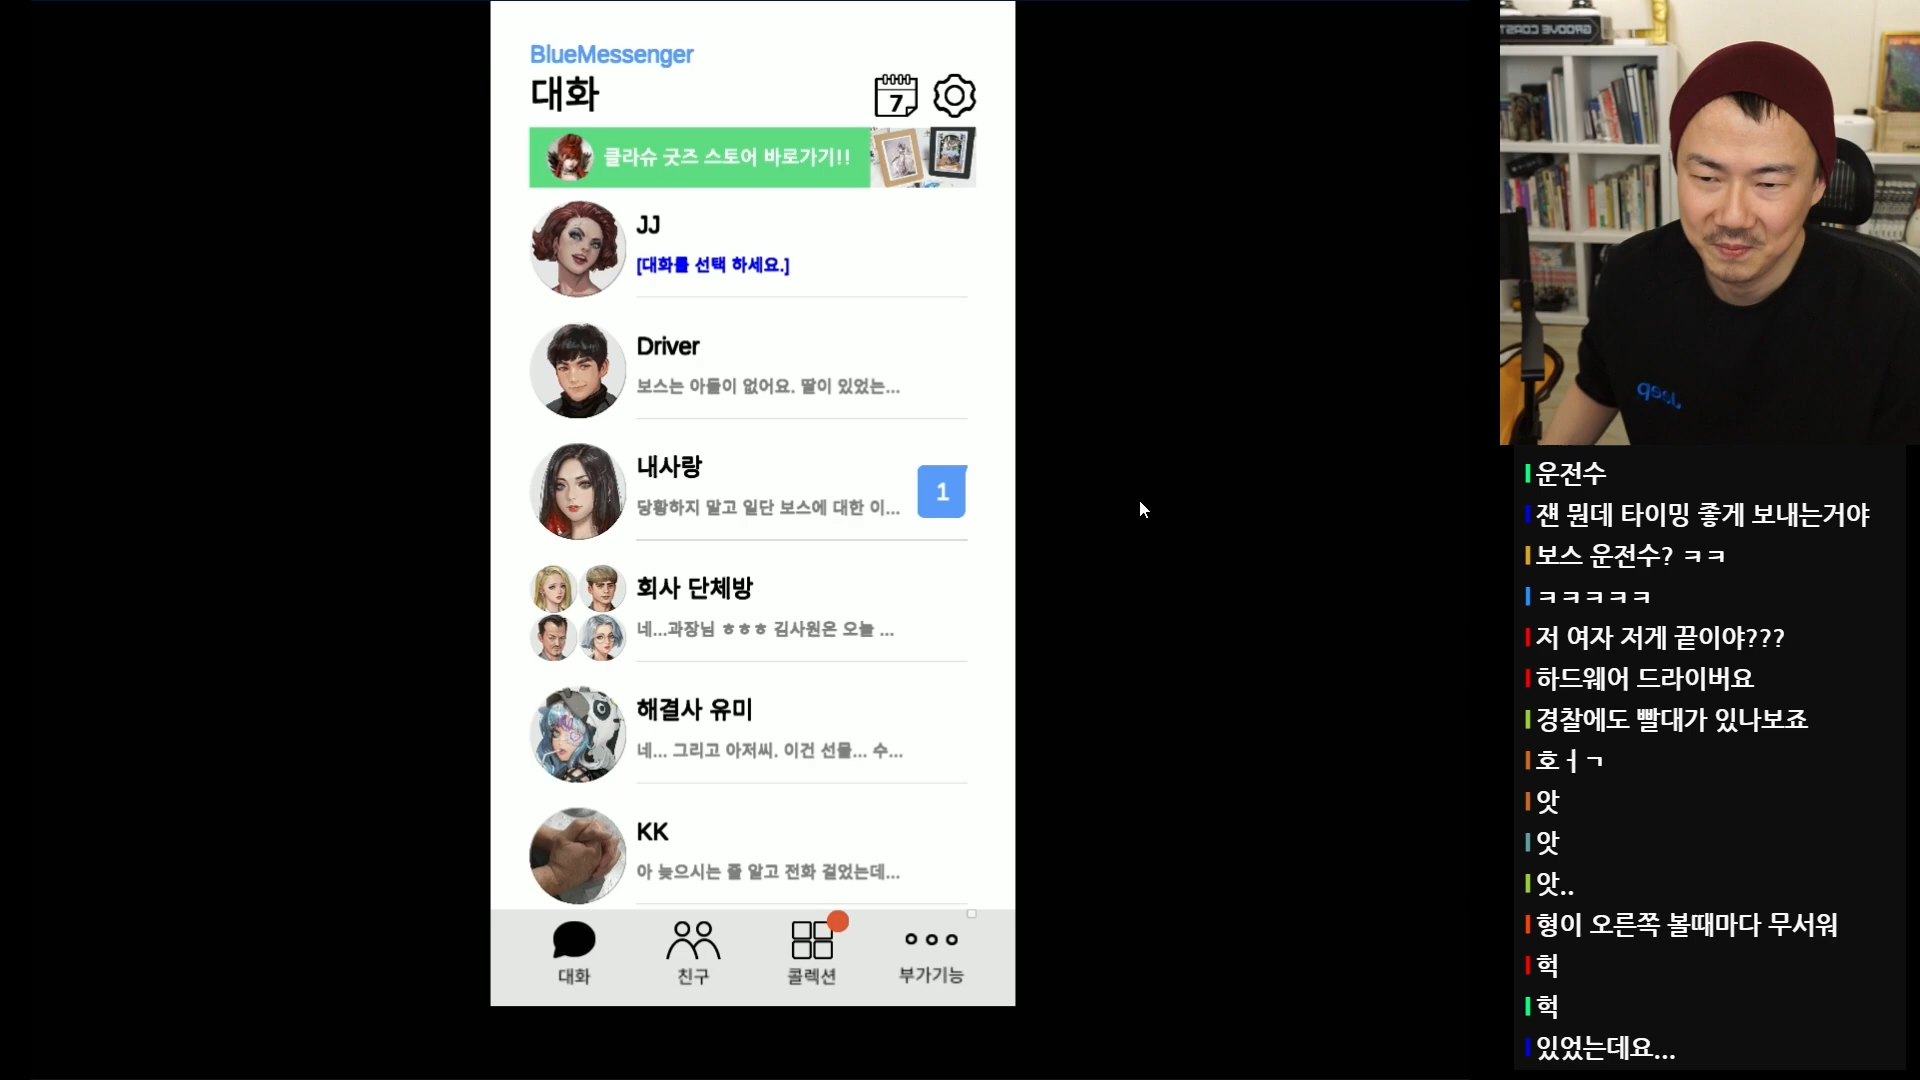 BlueMessenger
대화
7
클라슈 굿즈 스토어 바로가기!!
JJ
[대화를 선택 하세요.]
Driver
보스는 아들이 없어요. 딸이 있었는...
내사랑
당황하지 말고 일단 보스에 대한 이...
1
회사 단체방
네...과장님 ㅎㅎㅎ 김사원은 오늘 ...
해결사 유미
네... 그리고 아저씨. 이건 선물... 수...
KK
아 늦으시는 줄 알고 전화 걸었는데...
대화
친구
콜렉션
부가기능
GROOVE COASTER
Jeep
운전수
쟨 뭔데 타이밍 좋게 보내는거야
보스 운전수? ㅋㅋ
ㅋㅋㅋㅋㅋ
저 여자 저게 끝이야???
하드웨어 드라이버요
경찰에도 빨대가 있나보죠
호ㅓㄱ
앗
앗
앗..
형이 오른쪽 볼때마다 무서워
헉
헉
있었는데요...